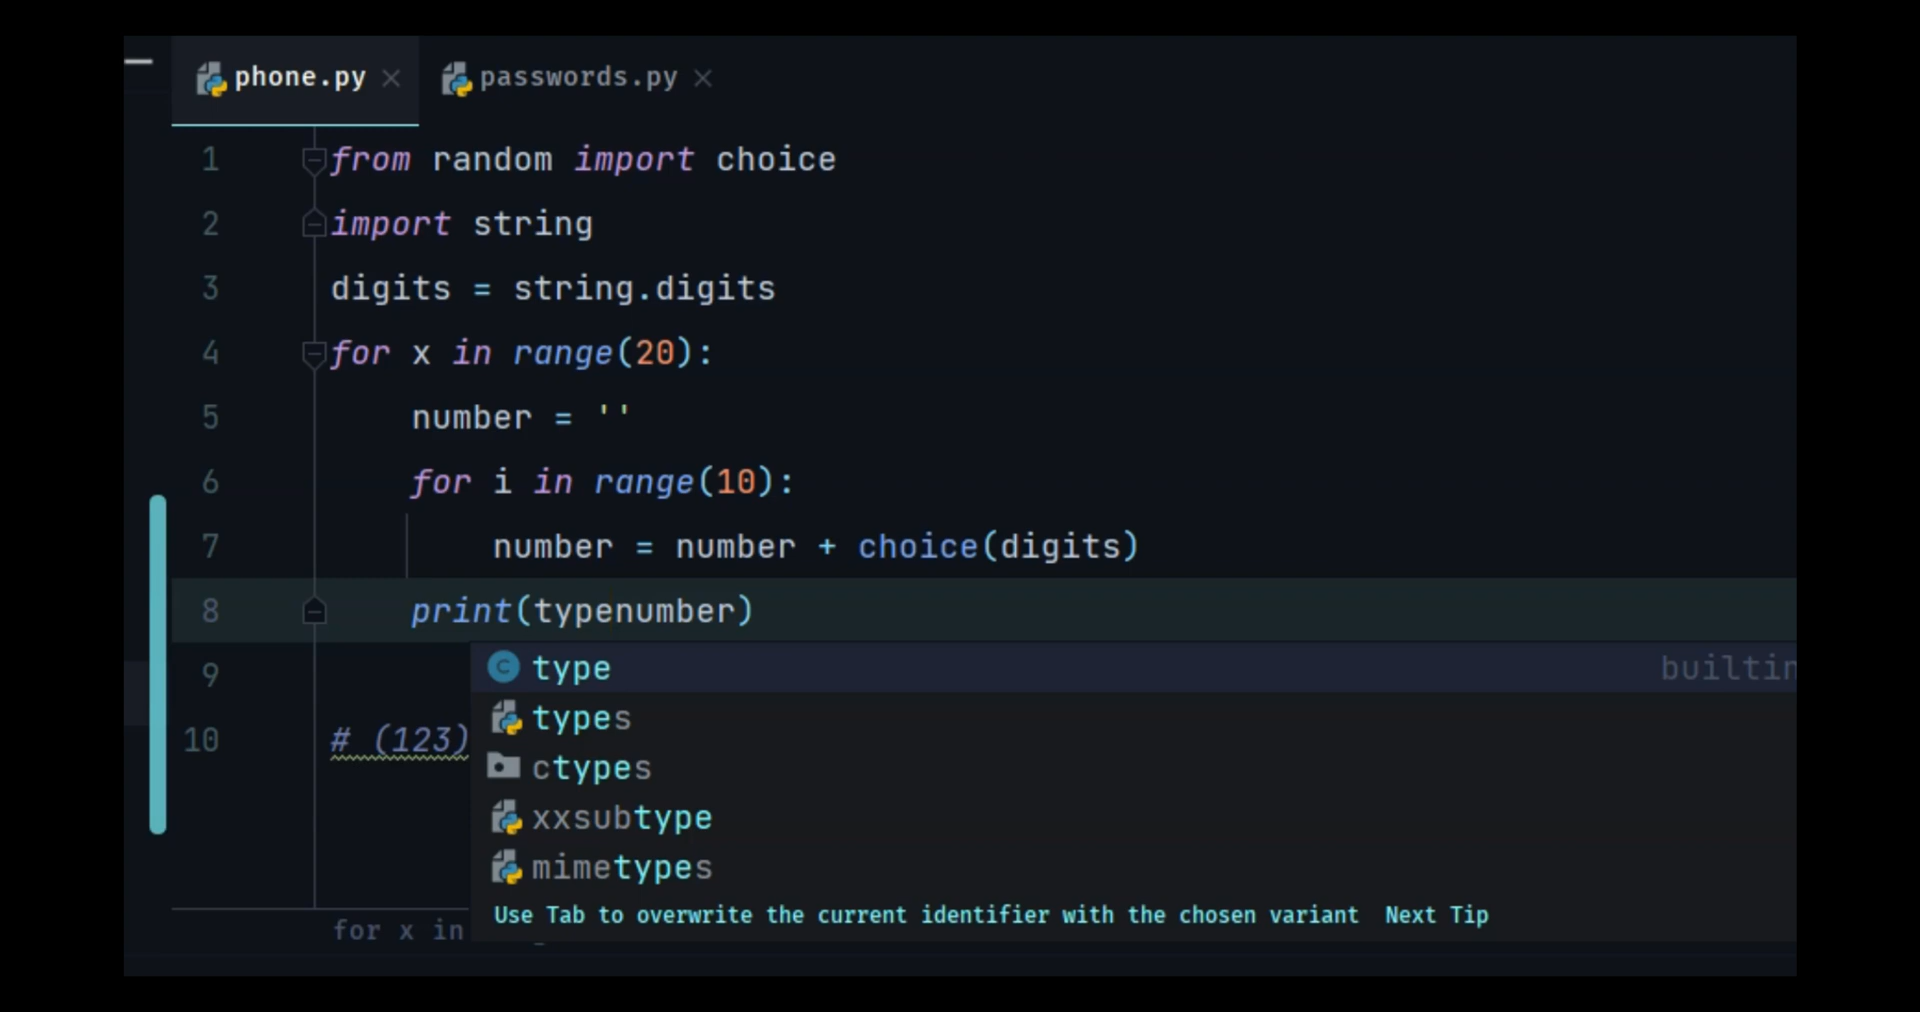 phone.py passwords.py
1 from random import choice
2 import string
3 digits = string.digits
4 for x in range(20):
5 number = ''
6 for i in range(10):
7 number = number + choice(digits)
8 print(typenumber)
type builtin
9
types
10 # (123)
ctypes
xxsubtype
mimetypes
Use Tab to overwrite the current identifier with the chosen variant Next Tip
for x in